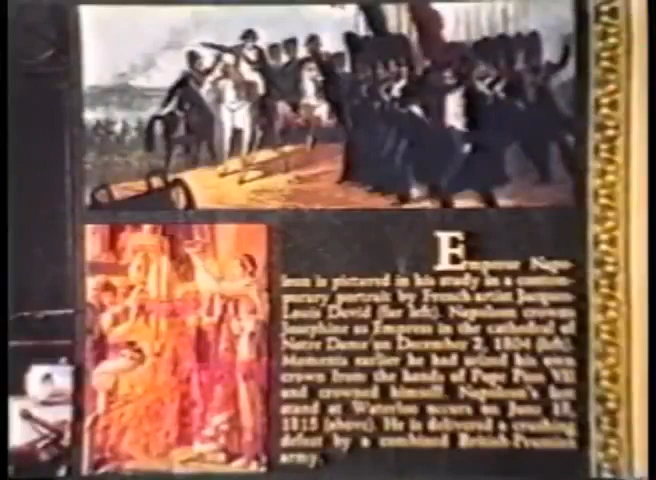 Emperor Napo-
leon is pictured in his study in a contem-
porary portrait by French artist Jacques-
Louis David (far left). Napoleon crowns
Josephine as Empress in the cathedral of
Notre Dame on December 2, 1804 (left).
Moments earlier he had seized his own
crown from the hands of Pope Pius VII
and crowned himself. Napoleon's last
stand at Waterloo occurs on June 18,
1815 (above). He is delivered a crushing
defeat by a combined British-Prussian
army.